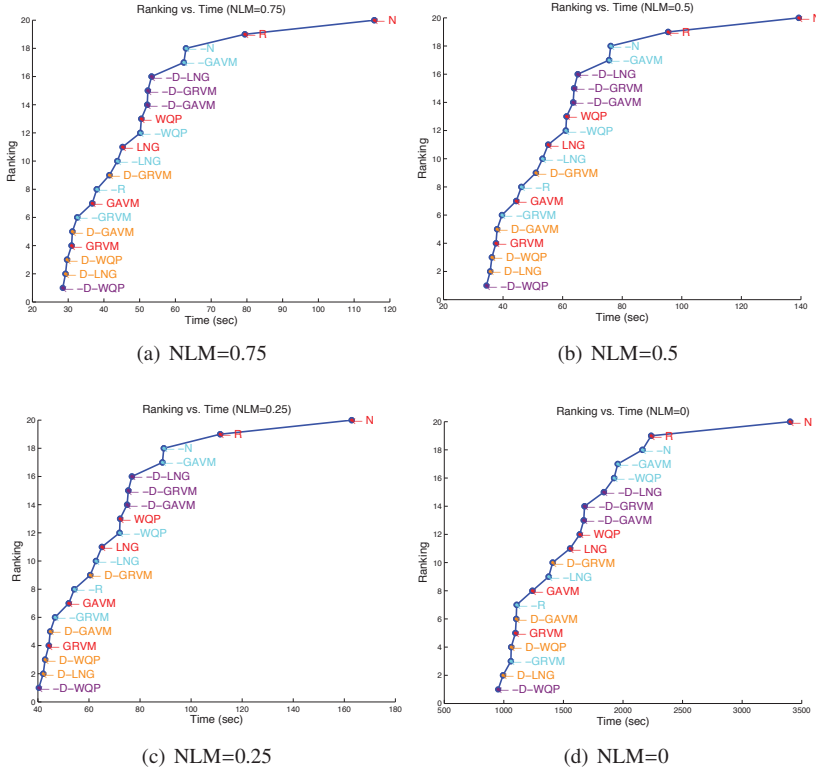 Ranking vs. Time (NLM=0.75)
20
N
R
18
–N
–GAVM
16
–D–LNG
–D–GRVM
14
–D–GAVM
WQP
12
–WQP
LNG
10
–LNG
D–GRVM
8
–R
GAVM
6
–GRVM
D–GAVM
4
GRVM
D–WQP
2
D–LNG
–D–WQP
0
Ranking
20 30 40 50 60 70 80 90 100 110 120
Time (sec)
(a) NLM=0.75
Ranking vs. Time (NLM=0.5)
20
N
R
18
–N
–GAVM
16
–D–LNG
–D–GRVM
14
–D–GAVM
WQP
12
–WQP
LNG
10
–LNG
D–GRVM
8
–R
GAVM
6
–GRVM
D–GAVM
4
GRVM
D–WQP
2
D–LNG
–D–WQP
0
Ranking
20 40 60 80 100 120 140
Time (sec)
(b) NLM=0.5
Ranking vs. Time (NLM=0.25)
20
N
R
18
–N
–GAVM
16
–D–LNG
–D–GRVM
14
–D–GAVM
WQP
12
–WQP
LNG
10
–LNG
D–GRVM
8
–R
GAVM
6
–GRVM
D–GAVM
4
GRVM
D–WQP
2
D–LNG
–D–WQP
0
Ranking
40 60 80 100 120 140 160 180
Time (sec)
(c) NLM=0.25
Ranking vs. Time (NLM=0)
20
N
R
18
–N
–GAVM
16
–WQP
–D–LNG
14
–D–GRVM
–D–GAVM
12
WQP
LNG
10
D–GRVM
–LNG
8
GAVM
–R
6
D–GAVM
GRVM
4
D–WQP
–GRVM
2
D–LNG
–D–WQP
0
Ranking
500 1000 1500 2000 2500 3000 3500
Time (sec)
(d) NLM=0